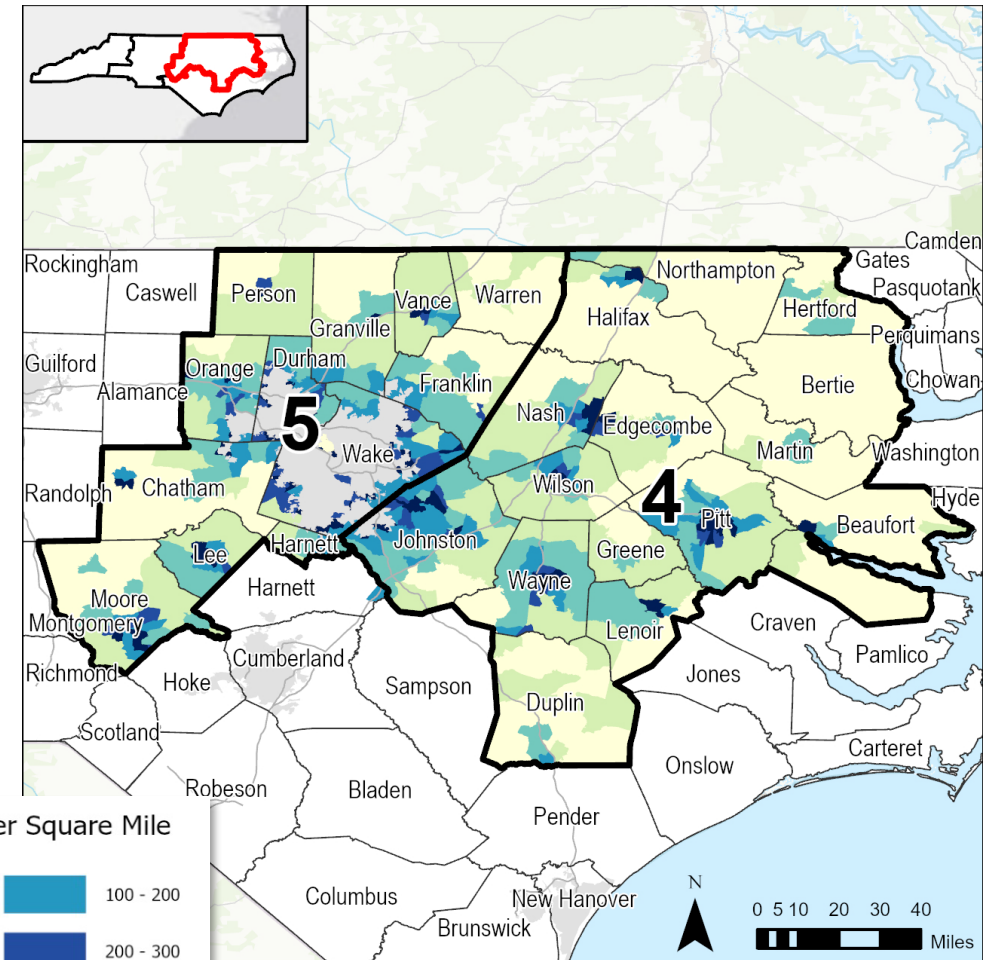 Camden
Rockingham
Gates
Northampton
Caswell
Person
Pasquotank
Vance
Warren
Hertford
Halifax
Granville
Perquimans
Durham
Guilford
Orange
Chowan
Franklin
Bertie
Alamance
Nash
5
Edgecombe
Wake
Martin
Washington
Wilson
Chatham
Randolph
4
Hyde
Pitt
Beaufort
Johnston
Harnett
Lee
Greene
Wayne
Harnett
Moore
Montgomery
Craven
Lenoir
Pamlico
Cumberland
Richmond
Jones
Hoke
Sampson
Duplin
Scotland
Carteret
Onslow
Robeson
Bladen
Pender
er Square Mile
100 - 200
200 - 300
Columbus
New Hanover
Brunswick
N
0 5 10 20 30 40
Miles